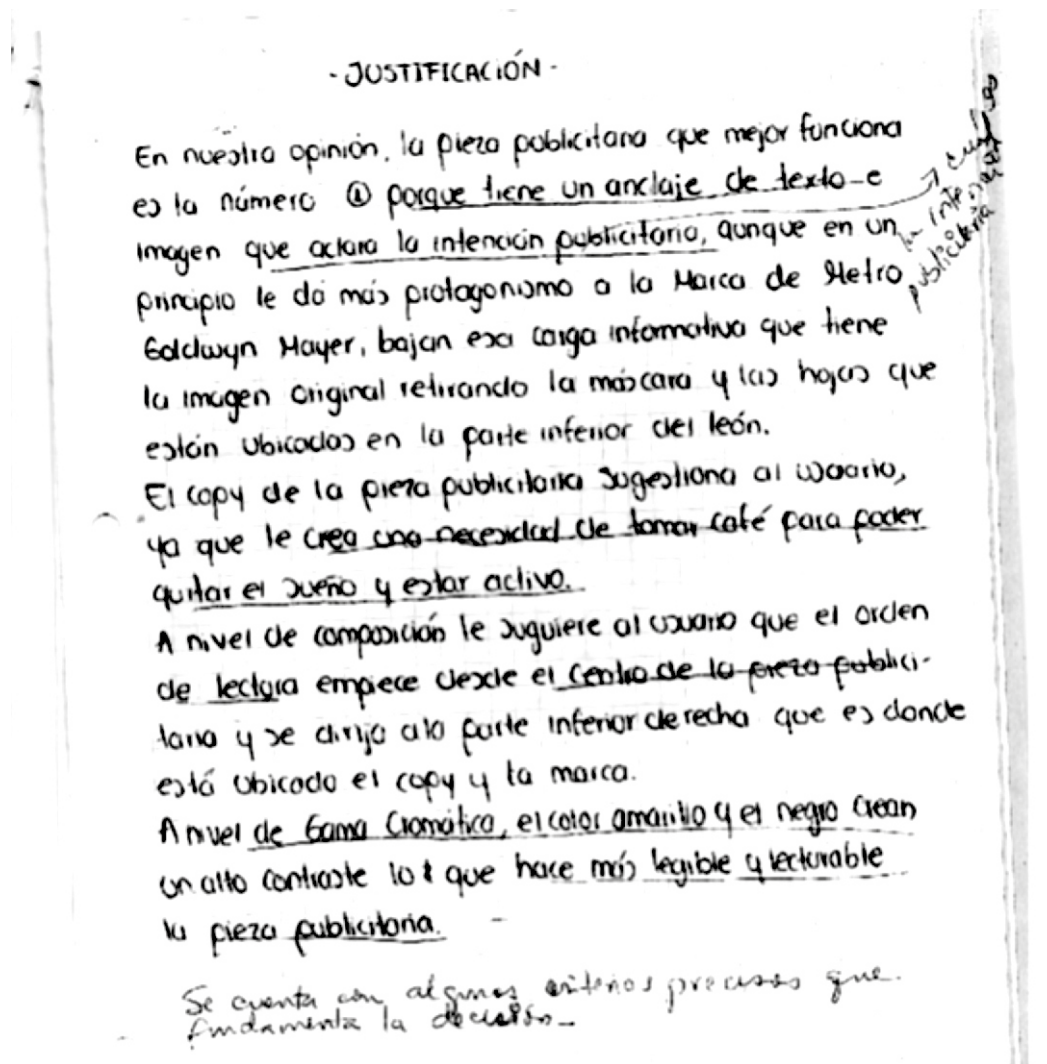 - JUSTIFICACIÓN -
En nuestra opinión, la pieza publicitaria que mejor funciona
es la número ① porque tiene un anclaje de texto e
imagen que aclara la intención publicitaria, aunque en un
principio le da más protagonismo a la Marca de Metro
Goldwyn Mayer, bajan esa carga informativa que tiene
la imagen original retirando la máscara y las hojas que
están ubicados en la parte inferior del león.
El copy de la pieza publicitaria sugestiona al usuario,
ya que le crea una necesidad de tomar café para poder
quitar el sueño y estar activo.
A nivel de composición le suguiere al usuario que el orden
de lectura empiece desde el centro de la pieza publici-
taria y se dirija a la parte inferior derecha que es donde
está ubicado el copy y la marca.
A nivel de Gama Cromática, el color amarillo y el negro crean
un alto contraste lo que hace más legible y lecturable
la pieza publicitaria.
cuál es
la intención
publicitaria
Se cuenta con algunos criterios precisos que
fundamenta la decisión